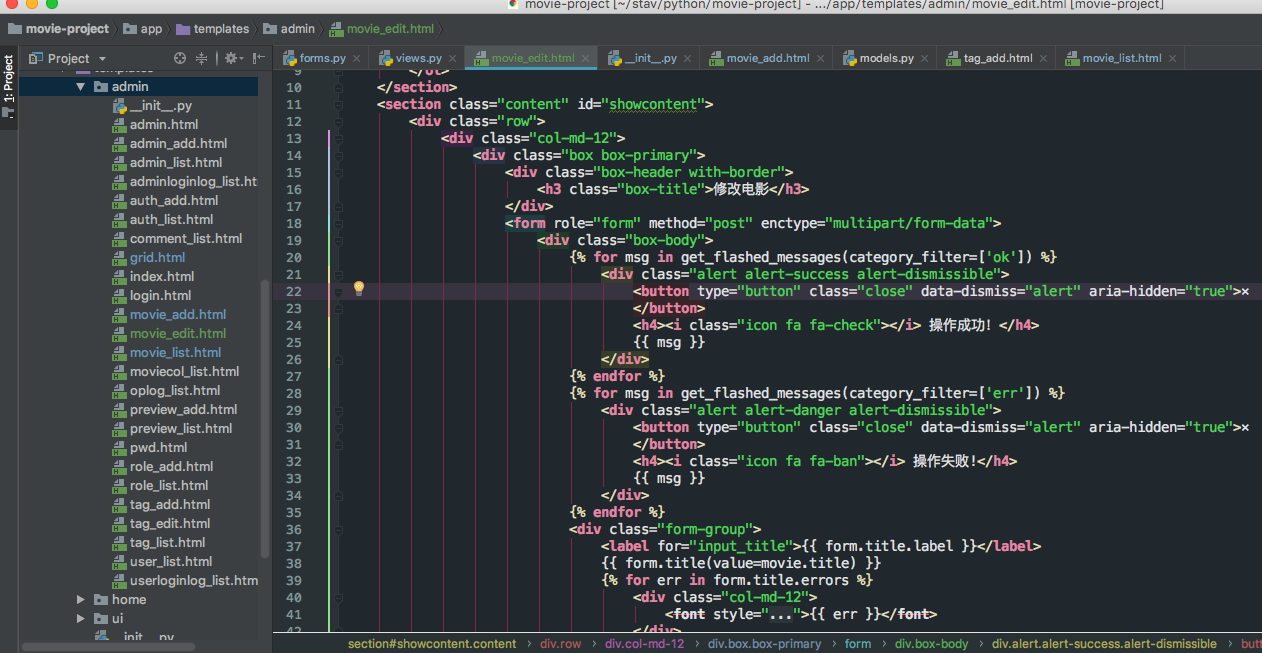 movie-project [~/stav/python/movie-project] - .../app/templates/admin/movie_edit.html [movie-project]
movie-project app templates admin movie_edit.html
1: Project
Project
forms.py views.py movie_edit.html __init__.py movie_add.html models.py tag_add.html movie_list.html
templates
admin
__init__.py
admin.html
admin_add.html
admin_list.html
adminloginlog_list.ht
auth_add.html
auth_list.html
comment_list.html
grid.html
index.html
login.html
movie_add.html
movie_edit.html
movie_list.html
moviecol_list.html
oplog_list.html
preview_add.html
preview_list.html
pwd.html
role_add.html
role_list.html
tag_add.html
tag_edit.html
tag_list.html
user_list.html
userloginlog_list.htm
home
ui
__init__.py
9 </ol>
10 </section>
11 <section class="content" id="showcontent">
12 <div class="row">
13 <div class="col-md-12">
14 <div class="box box-primary">
15 <div class="box-header with-border">
16 <h3 class="box-title">修改电影</h3>
17 </div>
18 <form role="form" method="post" enctype="multipart/form-data">
19 <div class="box-body">
20 {% for msg in get_flashed_messages(category_filter=['ok']) %}
21 <div class="alert alert-success alert-dismissible">
22 <button type="button" class="close" data-dismiss="alert" aria-hidden="true">×
23 </button>
24 <h4><i class="icon fa fa-check"></i> 操作成功! </h4>
25 {{ msg }}
26 </div>
27 {% endfor %}
28 {% for msg in get_flashed_messages(category_filter=['err']) %}
29 <div class="alert alert-danger alert-dismissible">
30 <button type="button" class="close" data-dismiss="alert" aria-hidden="true">×
31 </button>
32 <h4><i class="icon fa fa-ban"></i> 操作失败!</h4>
33 {{ msg }}
34 </div>
35 {% endfor %}
36 <div class="form-group">
37 <label for="input_title">{{ form.title.label }}</label>
38 {{ form.title(value=movie.title) }}
39 {% for err in form.title.errors %}
40 <div class="col-md-12">
41 <font style="...">{{ err }}</font>
42 </div>
section#showcontent.content › div.row › div.col-md-12 › div.box.box-primary › form › div.box-body › div.alert.alert-success.alert-dismissible › butt